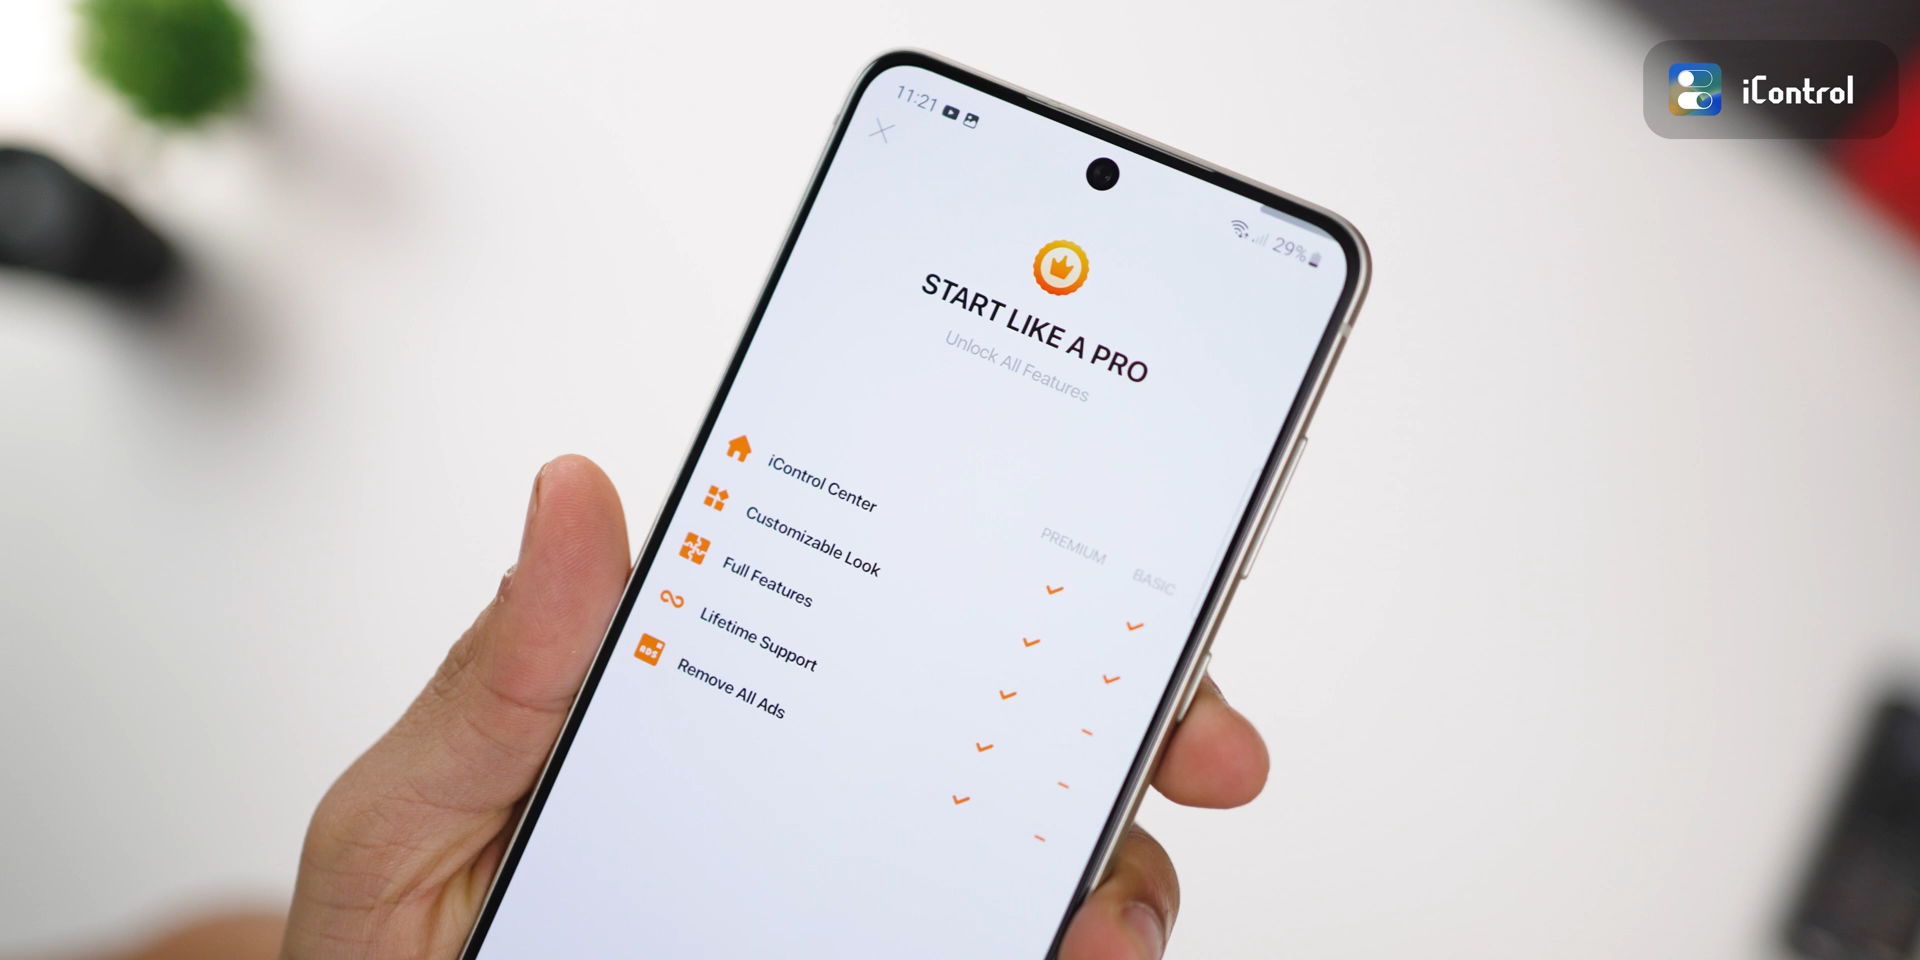 iControl
11:21
29%
START LIKE A PRO
Unlock All Features
PREMIUM
BASIC
iControl Center
Customizable Look
Full Features
Lifetime Support
ADS
Remove All Ads